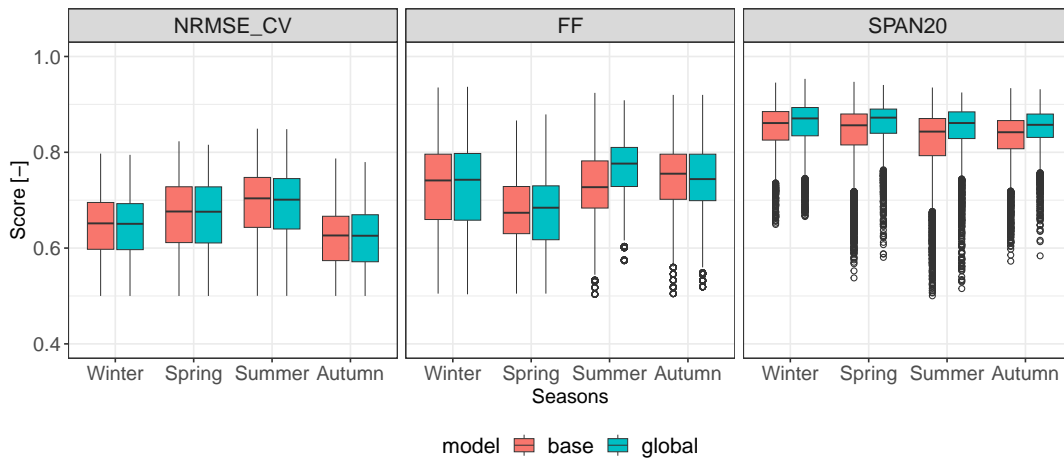 NRMSE_CV FF SPAN20
1.0
0.8
0.6
0.4
Score [−]
Winter Spring Summer Autumn Winter Spring Summer Autumn Winter Spring Summer Autumn
Seasons
model base global